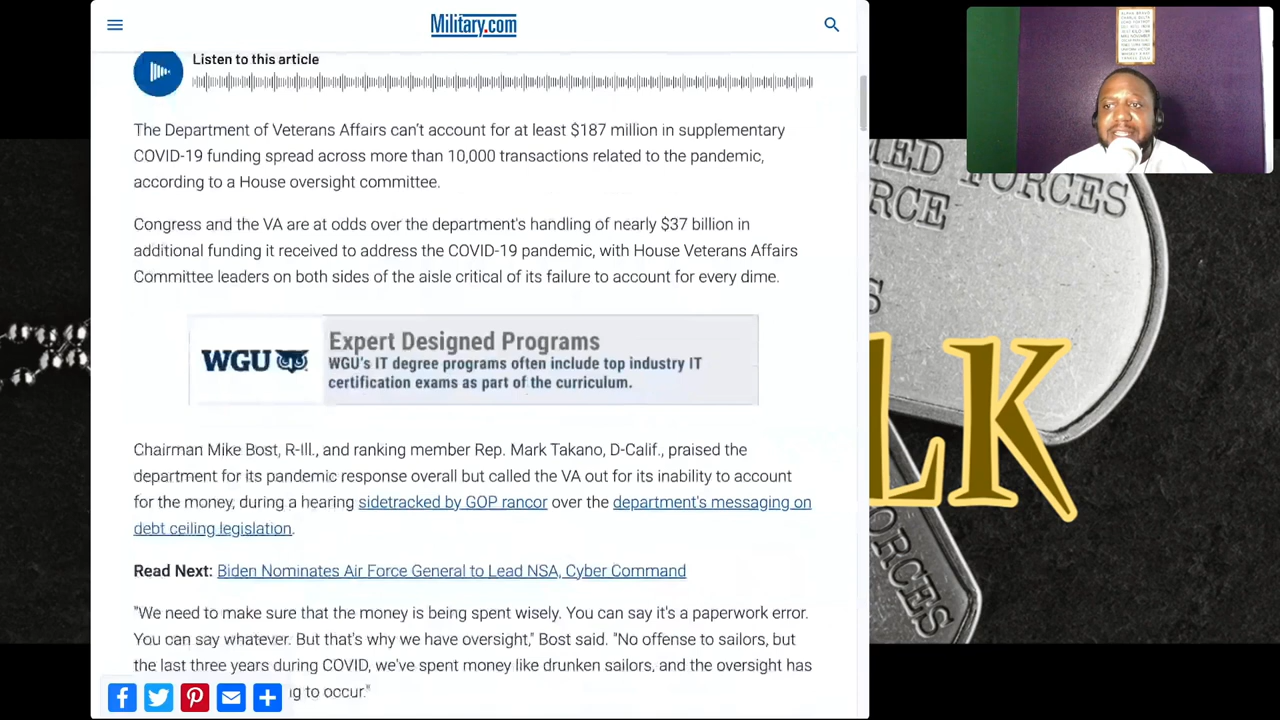 Military.com
Listen to Listicle
The Department of Veterans Affairs can't account for at least $187 million in supplementary
COVID-19 funding spread across more than 10,000 transactions related to the pandemic,
according to a House oversight committee.
Congress and the VA are at odds over the department's handling of nearly $37 billion in
additional funding it received to address the COVID-19 pandemic, with House Veterans Affairs
Committee leaders on both sides of the aisle critical of its failure to account for every dime.
WGU
Expert Designed Programs
WGU's IT degree programs often include top industry IT
certification exams as part of the curriculum.
Chairman Mike Bost, R-Ill., and ranking member Rep. Mark Takano, D-Calif., praised the
department for its pandemic response overall but called the VA out for its inability to account
for the money, during a hearing sidetracked by GOP rancor over the department's messaging on
debt ceiling legislation.
Read Next: Biden Nominates Air Force General to Lead NSA, Cyber Command
"We need to make sure that the money is being spent wisely. You can say it's a paperwork error.
You can say whatever. But that's why we have oversight," Bost said. "No offense to sailors, but
the last three years during COVID, we've spent money like drunken sailors, and the oversight has
g to occur."
MED FORCES
RCE
S
LK
FORCES